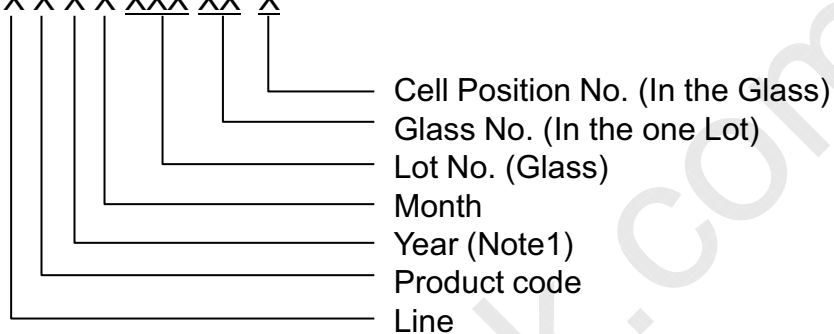 X X X X XXX XX X
Cell Position No. (In the Glass)
Glass No. (In the one Lot)
Lot No. (Glass)
Month
Year (Note1)
Product code
Line